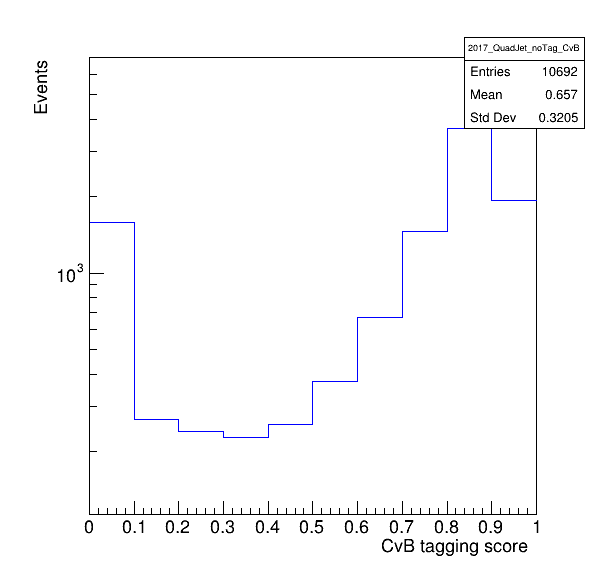 2017_QuadJet_noTag_CvB
Entries 10692
Mean 0.657
Std Dev 0.3205
Events
10³
0 0.1 0.2 0.3 0.4 0.5 0.6 0.7 0.8 0.9 1
CvB tagging score